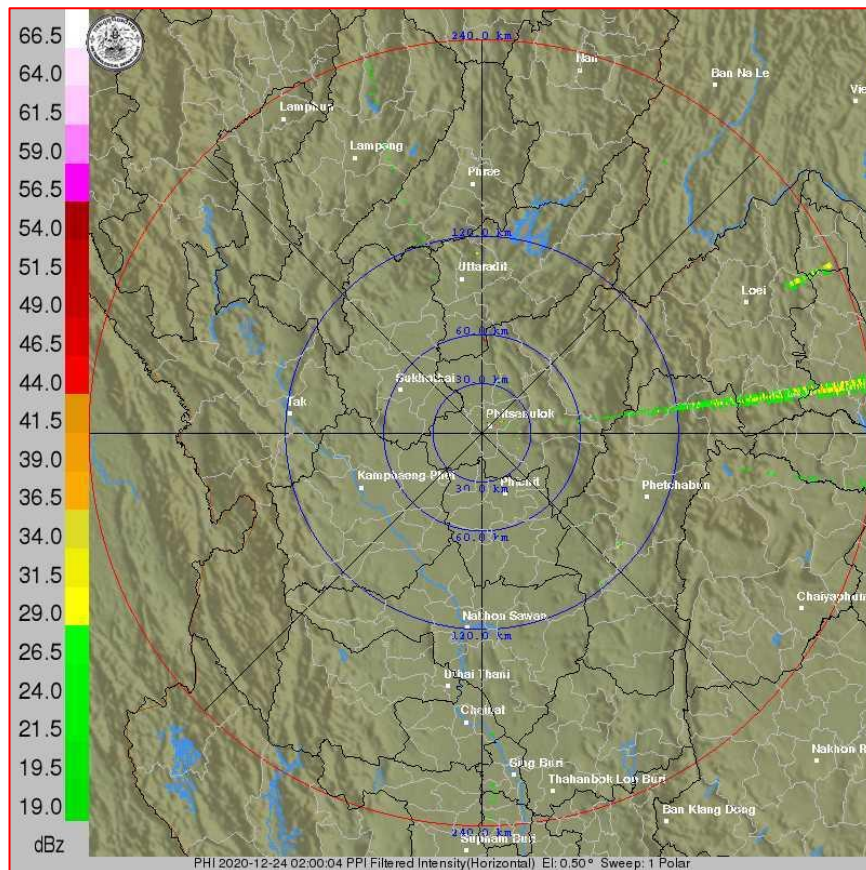 66.5
64.0
61.5
59.0
56.5
54.0
51.5
49.0
46.5
44.0
41.5
39.0
36.5
34.0
31.5
29.0
26.5
24.0
21.5
19.5
19.0
dBz
240.0 km
Nan
Ban Na Le
Vie
Lamphun
Lampang
Phrae
120.0 km
Uttaradit
Loei
60.0 km
30.0 km
Sukhothai
Tak
Phitsanulok
Kamphaeng Phet
Phichit
30.0 km
Phetchabun
60.0 km
Chaiyaphum
Nakhon Sawan
120.0 km
Uthai Thani
Chainat
Nakhon R
Sing Buri
Thahanbok Lop Buri
Ban Klang Dong
240.0 km
Suphan Buri
PHI 2020-12-24 02:00:04 PPI Filtered Intensity(Horizontal) El: 0.50° Sweep: 1 Polar